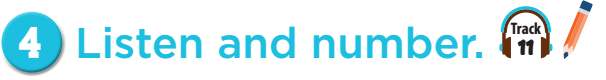 4 Listen and number. Track 11